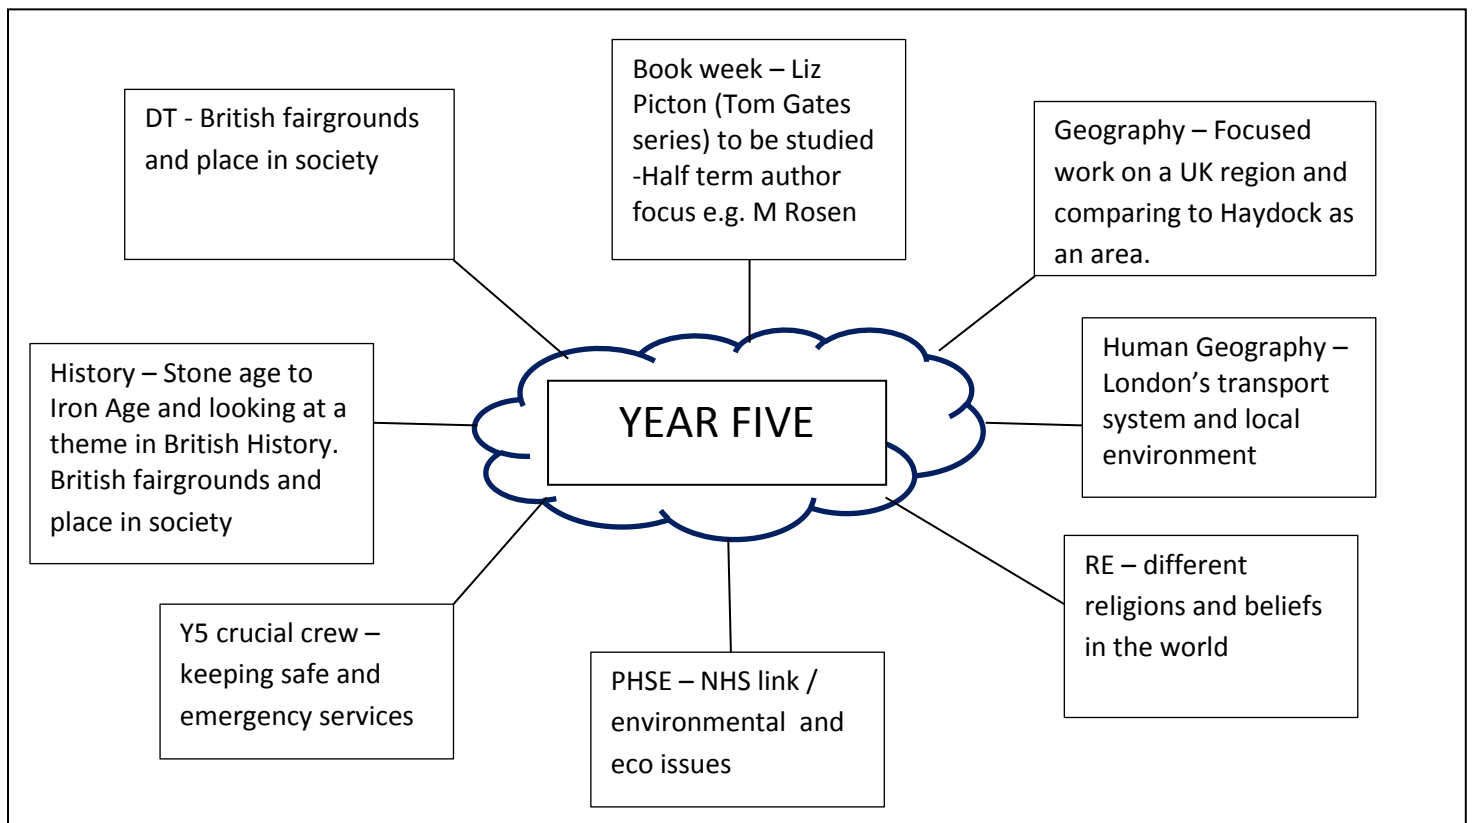 DT - British fairgrounds
and place in society
Book week – Liz
Picton (Tom Gates
series) to be studied
-Half term author
focus e.g. M Rosen
Geography – Focused
work on a UK region and
comparing to Haydock as
an area.
History – Stone age to
Iron Age and looking at a
theme in British History.
British fairgrounds and
place in society
YEAR FIVE
Human Geography –
London’s transport
system and local
environment
Y5 crucial crew –
keeping safe and
emergency services
PHSE – NHS link /
environmental  and
eco issues
RE – different
religions and beliefs
in the world